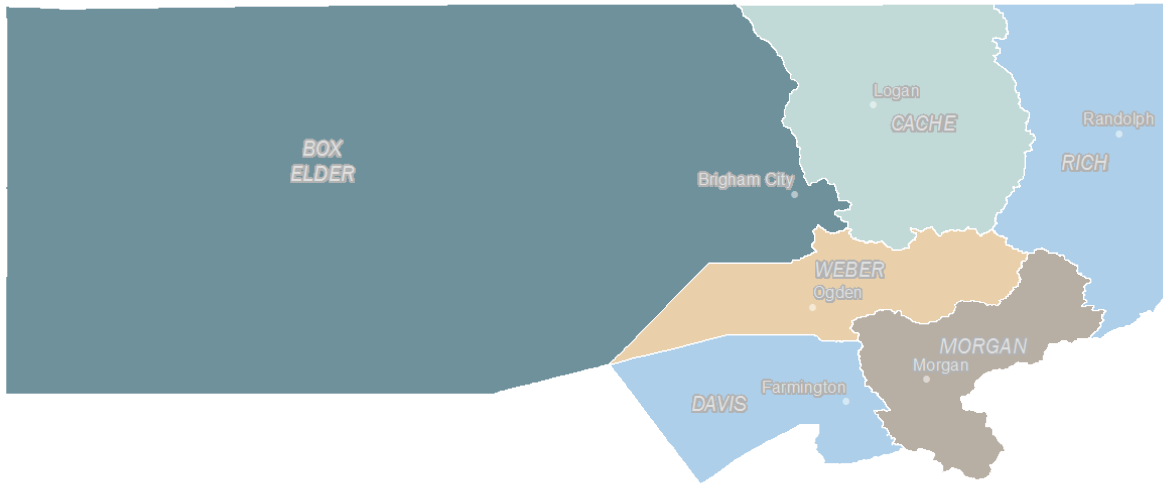 Logan
CACHE
Randolph
RICH
BOX
ELDER
Brigham City
WEBER
Ogden
MORGAN
Morgan
Farmington
DAVIS